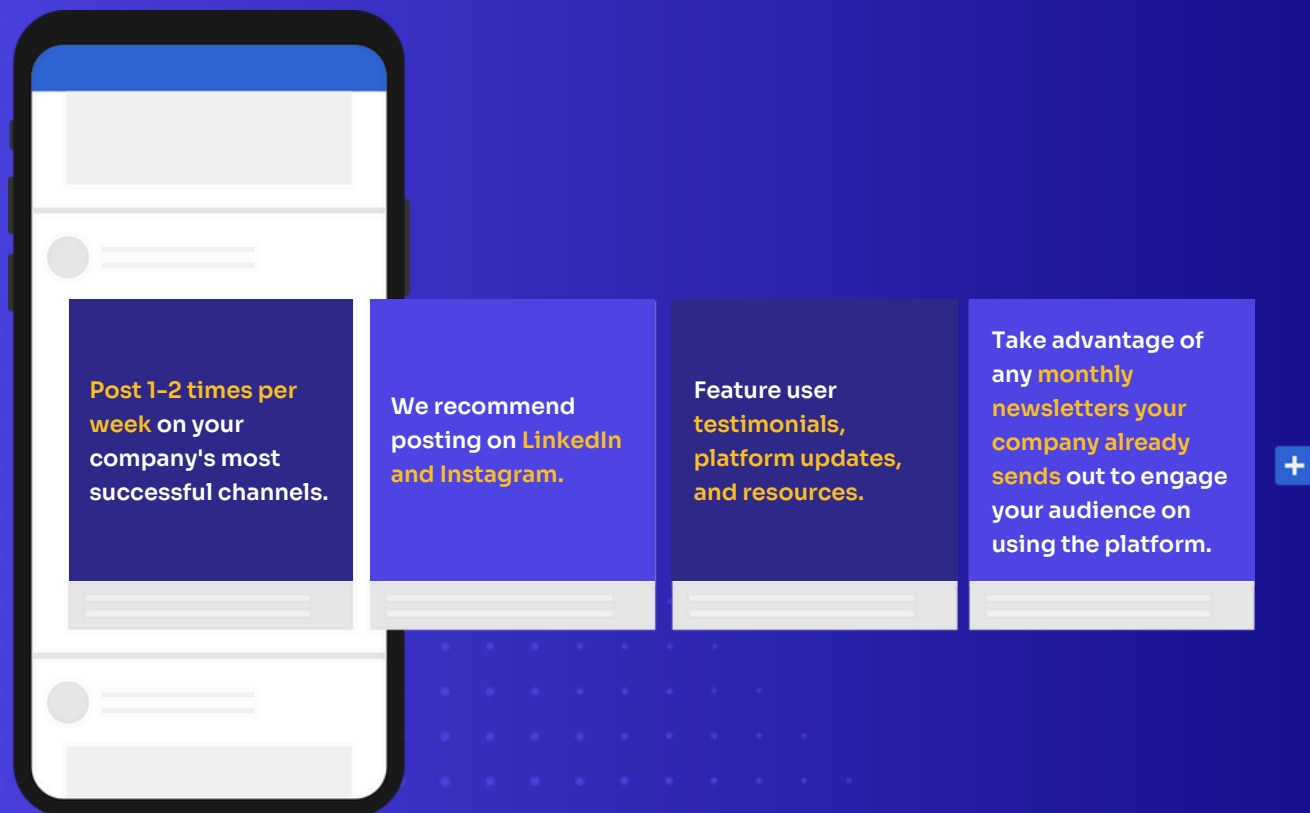 Post 1-2 times per
week on your
company's most
successful channels.
We recommend
posting on LinkedIn
and Instagram.
Feature user
testimonials,
platform updates,
and resources.
Take advantage of
any monthly
newsletters your
company already
sends out to engage
your audience on
using the platform.